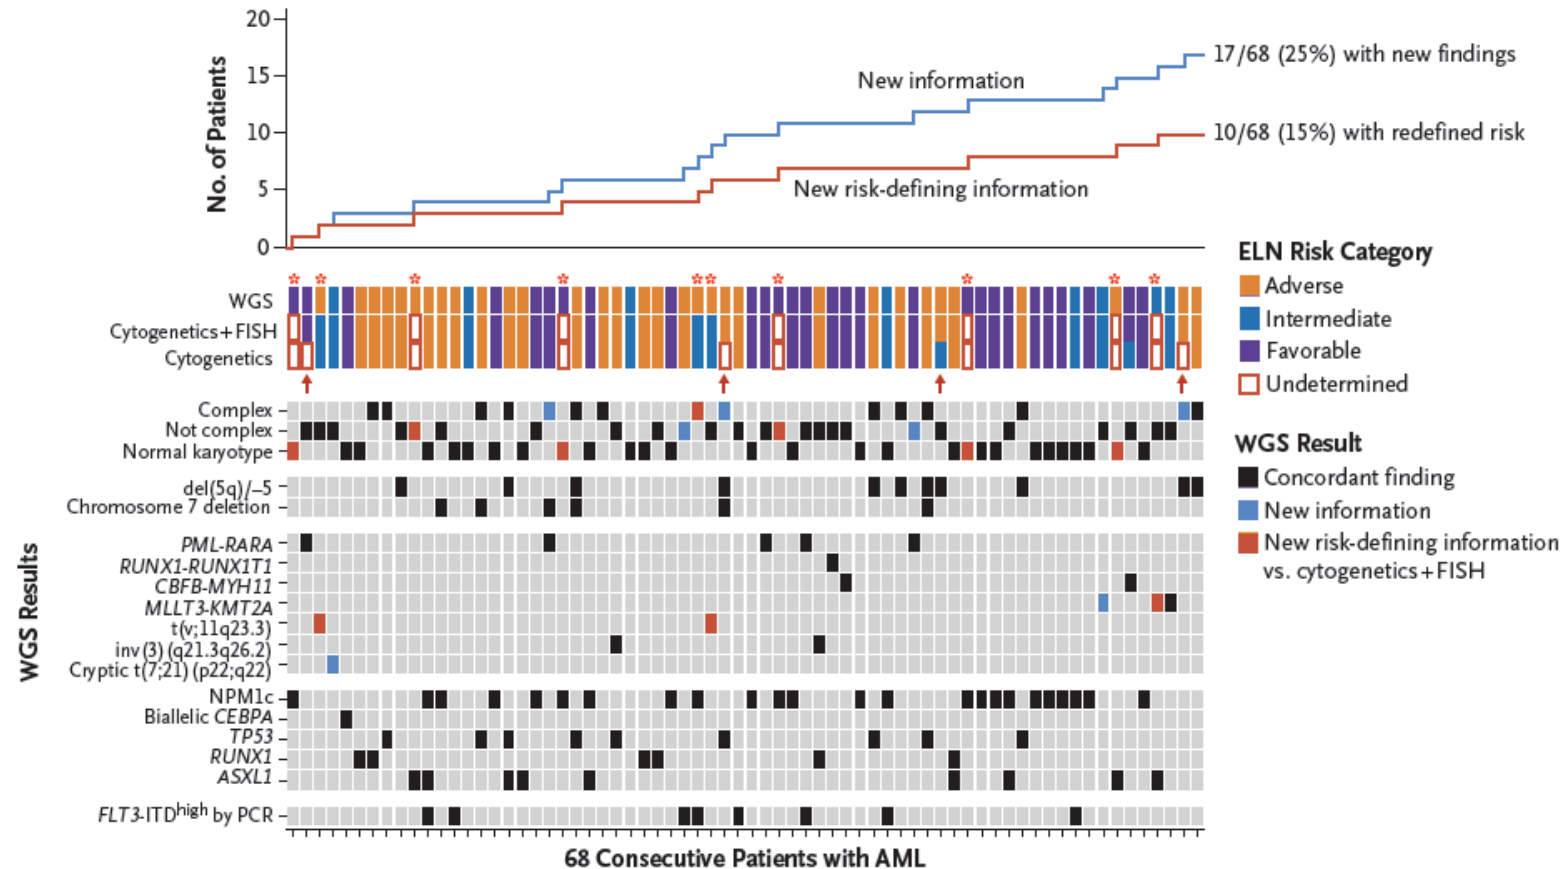 20
15
10
5
0
No. of Patients
New information
New risk-defining information
17/68 (25%) with new findings
10/68 (15%) with redefined risk
* * * * ** * * * *
WGS
Cytogenetics+FISH
Cytogenetics
ELN Risk Category
Adverse
Intermediate
Favorable
Undetermined
WGS Result
Concordant finding
New information
New risk-defining information
vs. cytogenetics+FISH
WGS Results
Complex
Not complex
Normal karyotype
del(5q)/–5
Chromosome 7 deletion
PML-RARA
RUNX1-RUNX1T1
CBFB-MYH11
MLLT3-KMT2A
t(v;11q23.3)
inv(3)(q21.3q26.2)
Cryptic t(7;21)(p22;q22)
NPM1c
Biallelic CEBPA
TP53
RUNX1
ASXL1
FLT3-ITDhigh by PCR
68 Consecutive Patients with AML